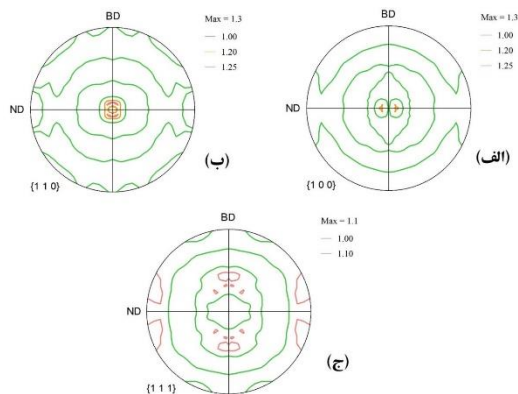 BD
Max = 1.3
1.00
1.20
1.25
ND
(ب)
{1 1 0}
BD
Max = 1.3
1.00
1.20
1.25
ND
(الف)
{1 0 0}
BD
Max = 1.1
1.00
1.10
ND
(ج)
{1 1 1}